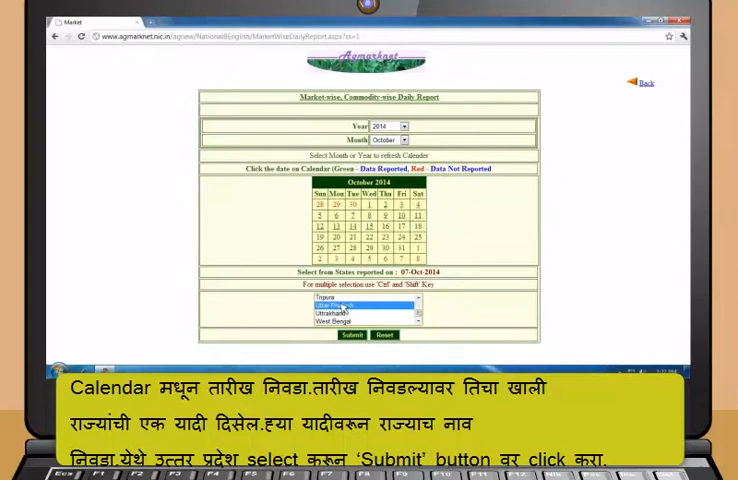 Market
www.agmarknet.nic.in/agnew/NationalBEnglish/MarketWiseDailyReport.aspx?ss=1
Agmarknet
Back
Market-wise, Commodity-wise Daily Report
Year 2014
Month October
Select Month or Year to refresh Calender
Click the date on Calendar (Green - Data Reported, Red - Data Not Reported
October 2014
Sun Mon Tue Wed Thu Fri Sat
28 29 30 1 2 3 4
5 6 7 8 9 10 11
12 13 14 15 16 17 18
19 20 21 22 23 24 25
26 27 28 29 30 31 1
2 3 4 5 6 7 8
Select from States reported on : 07-Oct-2014
For multiple selection use 'Ctrl' and 'Shift' Key
Tripura
Uttar Pradesh
Uttrakhand
West Bengal
Submit Reset
Calendar मधून तारीख निवडा.तारीख निवडल्यावर तिचा खाली
राज्यांची एक यादी दिसेल.ह्या यादीवरून राज्याच नाव
निवडा.येथे उत्तर प्रदेश select करून ‘Submit’ button वर click करा.